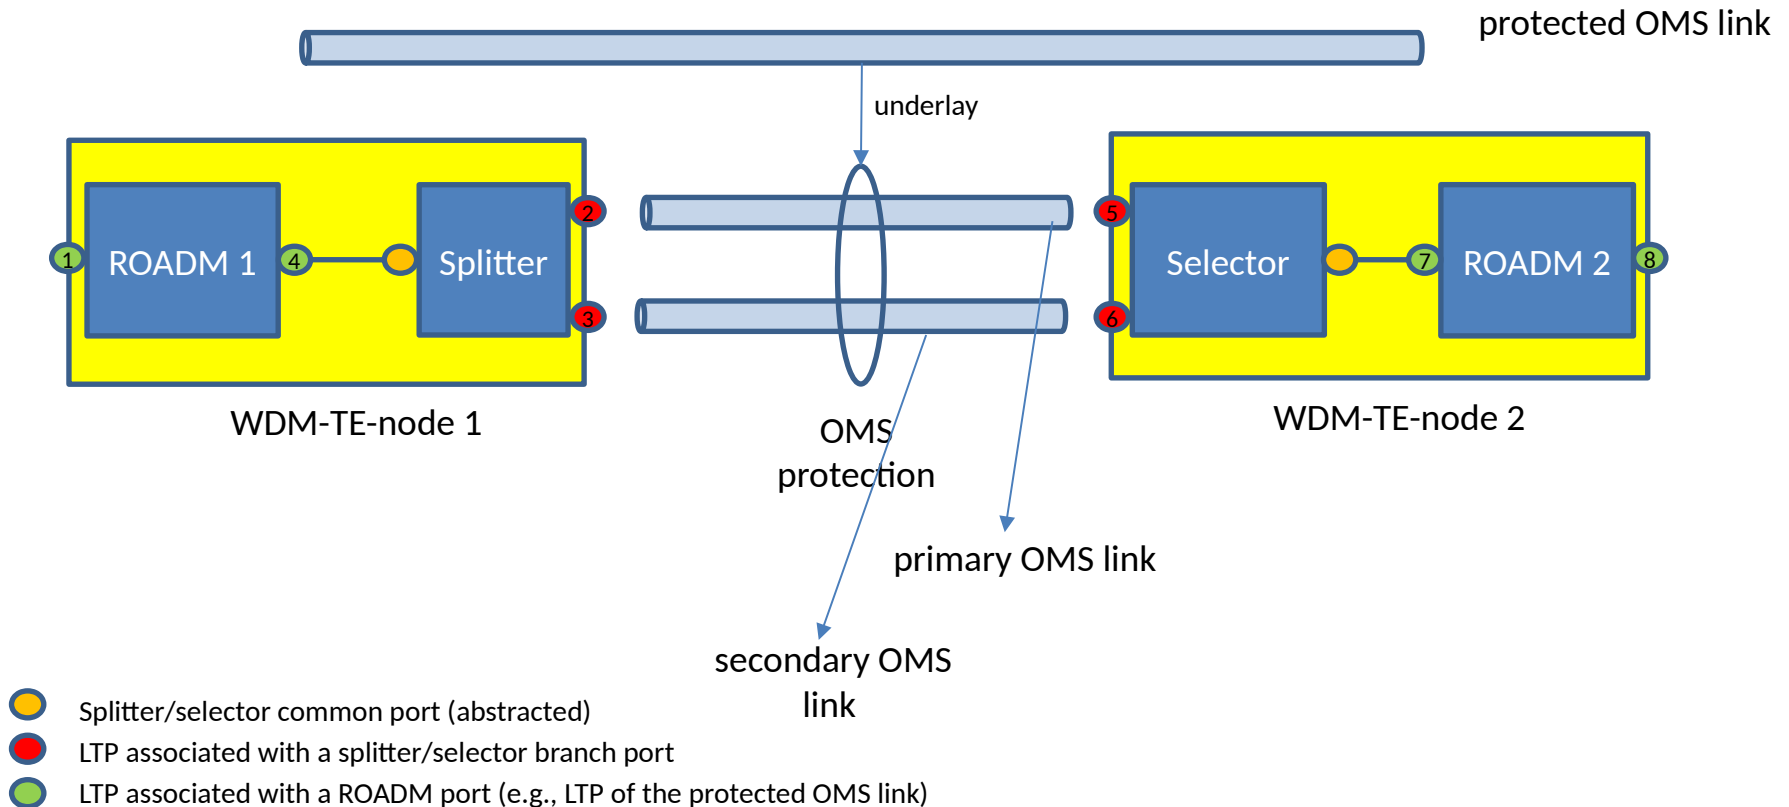 protected OMS link
underlay
1
ROADM 1
4
Splitter
2
3
5
6
Selector
7
ROADM 2
8
WDM-TE-node 1
WDM-TE-node 2
OMS
protection
primary OMS link
secondary OMS
link
Splitter/selector common port (abstracted)
LTP associated with a splitter/selector branch port
LTP associated with a ROADM port (e.g., LTP of the protected OMS link)